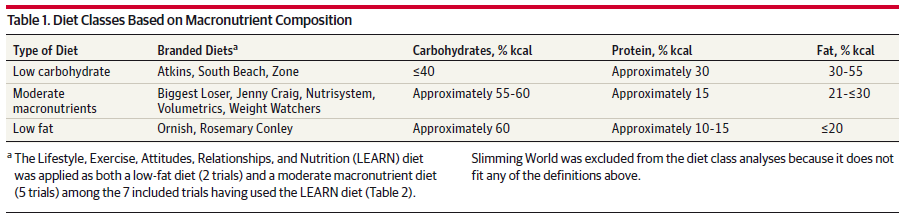 Table 1. Diet Classes Based on Macronutrient Composition
Type of Diet Branded Dietsa Carbohydrates, % kcal Protein, % kcal Fat, % kcal
Low carbohydrate Atkins, South Beach, Zone ≤40 Approximately 30 30-55
Moderate Biggest Loser, Jenny Craig, Nutrisystem, Approximately 55-60 Approximately 15 21-≤30
macronutrients Volumetrics, Weight Watchers
Low fat Ornish, Rosemary Conley Approximately 60 Approximately 10-15 ≤20
a The Lifestyle, Exercise, Attitudes, Relationships, and Nutrition (LEARN) diet
was applied as both a low-fat diet (2 trials) and a moderate macronutrient diet
(5 trials) among the 7 included trials having used the LEARN diet (Table 2).
Slimming World was excluded from the diet class analyses because it does not
fit any of the definitions above.